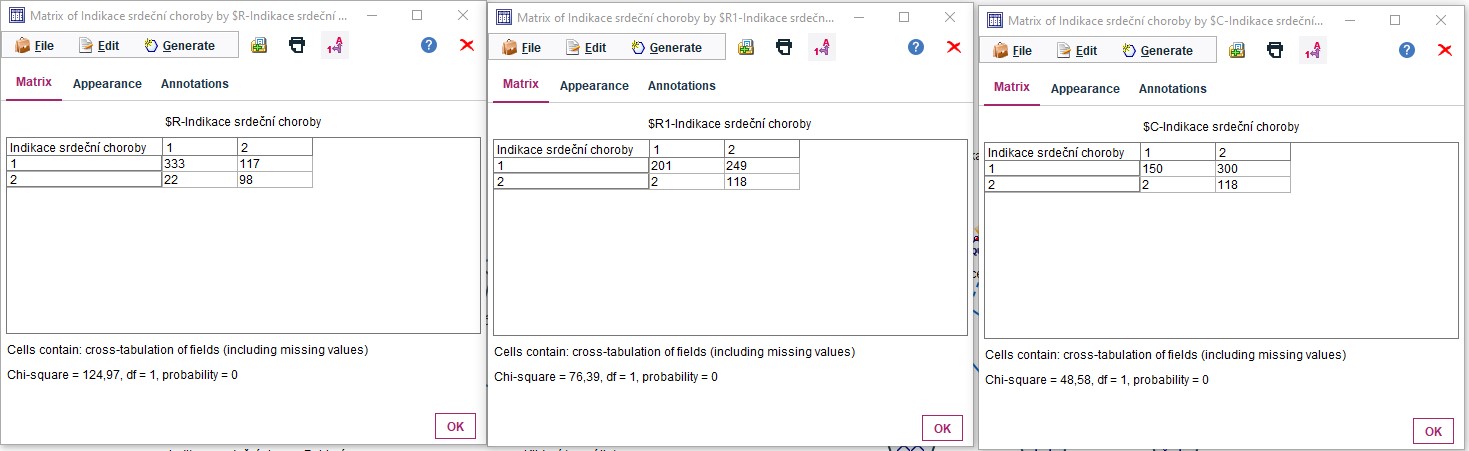 Matrix of Indikace srdeční choroby by $R-Indikace srdeční ...
File Edit Generate
Matrix Appearance Annotations
$R-Indikace srdeční choroby
Indikace srdeční choroby 1 2
1 333 117
2 22 98
Cells contain: cross-tabulation of fields (including missing values)
Chi-square = 124,97, df = 1, probability = 0
OK
Matrix of Indikace srdeční choroby by $R1-Indikace srdečn...
File Edit Generate
Matrix Appearance Annotations
$R1-Indikace srdeční choroby
Indikace srdeční choroby 1 2
1 201 249
2 2 118
Cells contain: cross-tabulation of fields (including missing values)
Chi-square = 76,39, df = 1, probability = 0
OK
Matrix of Indikace srdeční choroby by $C-Indikace srdeční...
File Edit Generate
Matrix Appearance Annotations
$C-Indikace srdeční choroby
Indikace srdeční choroby 1 2
1 150 300
2 2 118
Cells contain: cross-tabulation of fields (including missing values)
Chi-square = 48,58, df = 1, probability = 0
OK